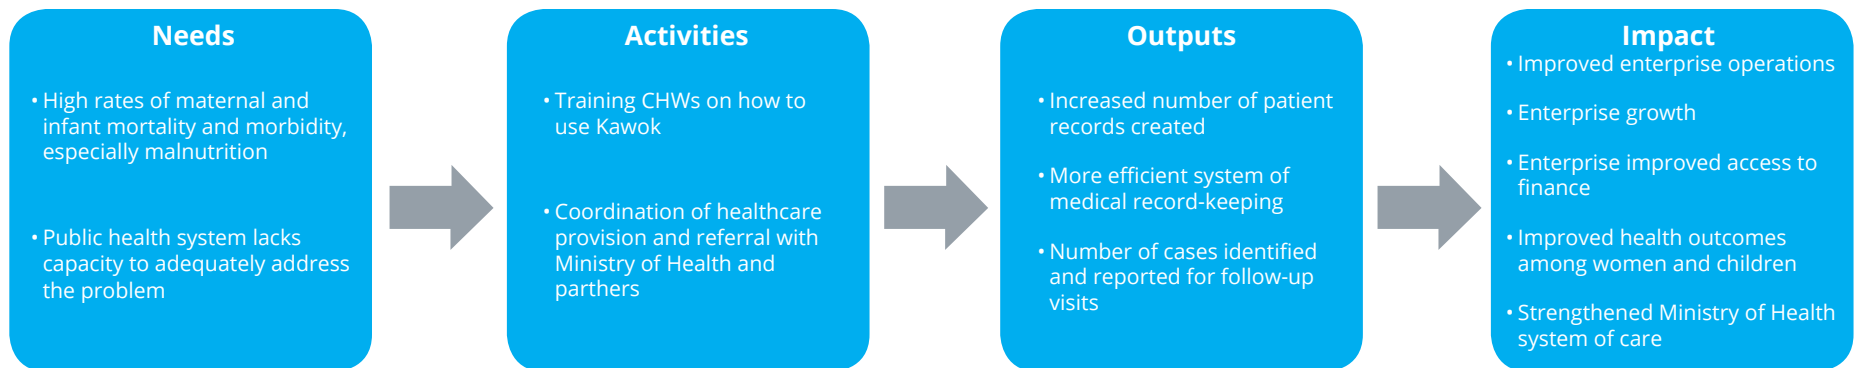 Needs
• High rates of maternal and
infant mortality and morbidity,
especially malnutrition
• Public health system lacks
capacity to adequately address
the problem
Activities
• Training CHWs on how to
use Kawok
• Coordination of healthcare
provision and referral with
Ministry of Health and
parthers
Outputs
• Increased number of patient
records created
• More efficient system of
medical record-keeping
• Number of cases identified
and reported for follow-up
visits
Impact
• Improved enterprise operations
• Enterprise growth
• Enterprise improved access to
finance
• Improved health outcomes
among women and children
• Strengthened Ministry of Health
system of care